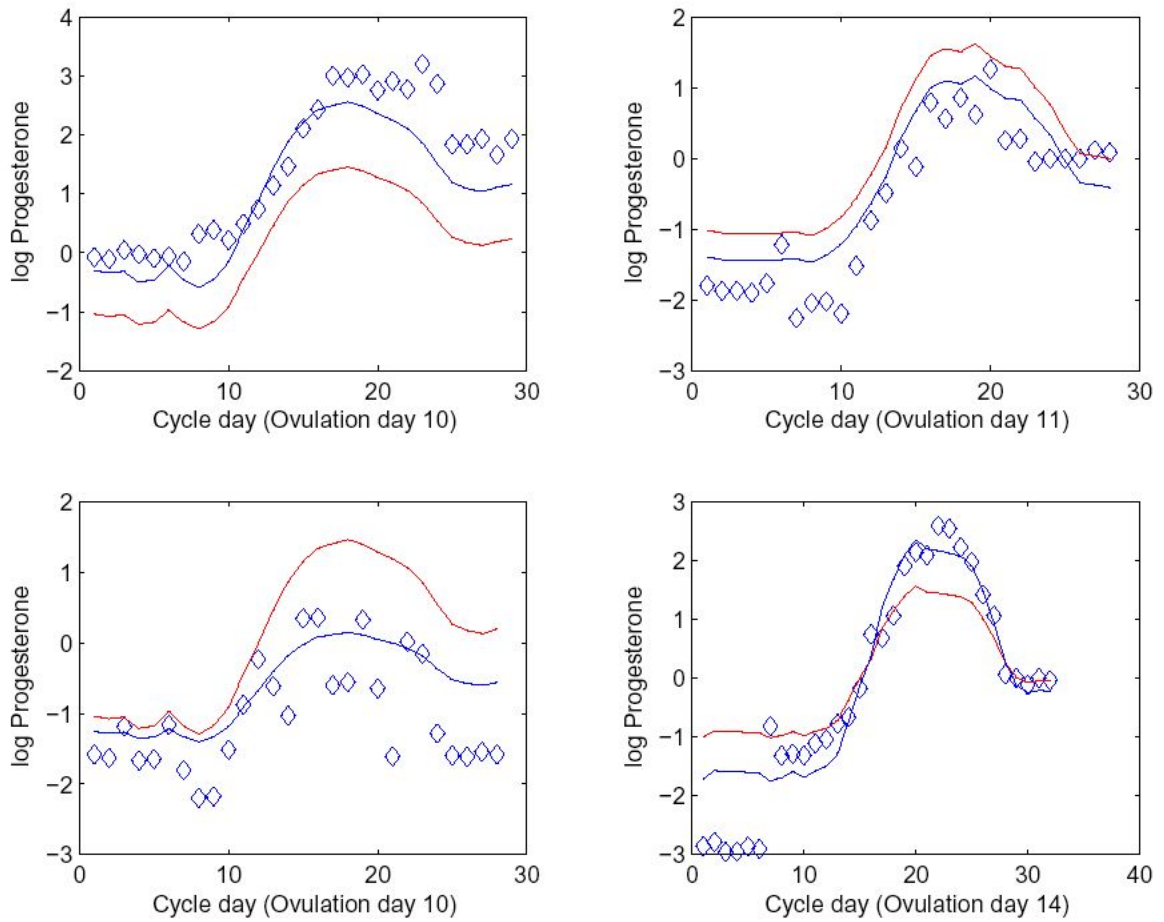 4
3
2
1
0
−1
−2
log Progesterone
0 10 20 30
Cycle day (Ovulation day 10)
2
1
0
−1
−2
−3
log Progesterone
0 10 20 30
Cycle day (Ovulation day 11)
2
1
0
−1
−2
−3
log Progesterone
0 10 20 30
Cycle day (Ovulation day 10)
3
2
1
0
−1
−2
−3
log Progesterone
0 10 20 30 40
Cycle day (Ovulation day 14)